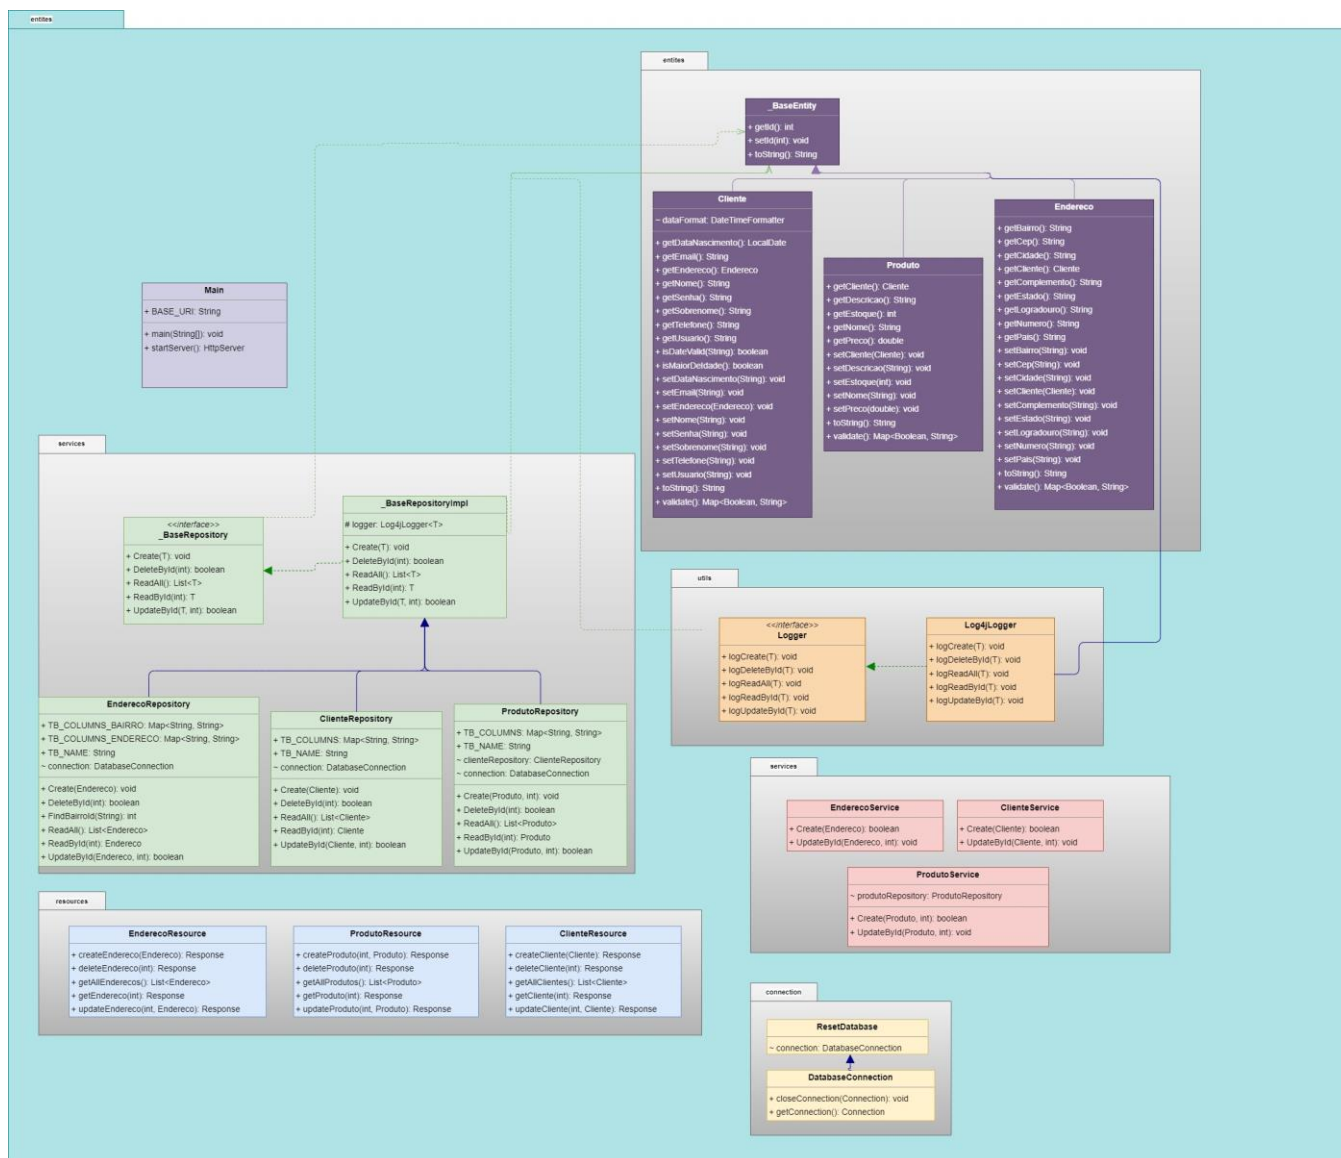 entites
entites
_BaseEntity
+ getId(): int
+ setId(int): void
+ toString(): String
Cliente
~ dataFormat: DateTimeFormatter
+ getDataNascimento(): LocalDate
+ getEmail(): String
+ getEndereco(): Endereco
+ getNome(): String
+ getSenha(): String
+ getSobrenome(): String
+ getTelefone(): String
+ getUsuario(): String
+ isDateValid(String): boolean
+ isMaiorDeIdade(): boolean
+ setDataNascimento(String): void
+ setEmail(String): void
+ setEndereco(Endereco): void
+ setNome(String): void
+ setSenha(String): void
+ setSobrenome(String): void
+ setTelefone(String): void
+ setUsuario(String): void
+ toString(): String
+ validate(): Map<Boolean, String>
Produto
+ getCliente(): Cliente
+ getDescricao(): String
+ getEstoque(): int
+ getNome(): String
+ getPreco(): double
+ setCliente(Cliente): void
+ setDescricao(String): void
+ setEstoque(int): void
+ setNome(String): void
+ setPreco(double): void
+ toString(): String
+ validate(): Map<Boolean, String>
Endereco
+ getBairro(): String
+ getCep(): String
+ getCidade(): String
+ getCliente(): Cliente
+ getComplemento(): String
+ getEstado(): String
+ getLogradouro(): String
+ getNumero(): String
+ getPais(): String
+ setBairro(String): void
+ setCep(String): void
+ setCidade(String): void
+ setCliente(Cliente): void
+ setComplemento(String): void
+ setEstado(String): void
+ setLogradouro(String): void
+ setNumero(String): void
+ setPais(String): void
+ toString(): String
+ validate(): Map<Boolean, String>
Main
+ BASE_URI: String
+ main(String[]): void
+ startServer(): HttpServer
services
<<interface>>
_BaseRepository
+ Create(T): void
+ DeleteById(int): boolean
+ ReadAll(): List<T>
+ ReadById(int): T
+ UpdateById(T, int): boolean
_BaseRepositoryImpl
# logger: Log4jLogger<T>
+ Create(T): void
+ DeleteById(int): boolean
+ ReadAll(): List<T>
+ ReadById(int): T
+ UpdateById(T, int): boolean
EnderecoRepository
+ TB_COLUMNS_BAIRRO: Map<String, String>
+ TB_COLUMNS_ENDERECO: Map<String, String>
+ TB_NAME: String
~ connection: DatabaseConnection
+ Create(Endereco): void
+ DeleteById(int): boolean
+ FindBairroId(String): int
+ ReadAll(): List<Endereco>
+ ReadById(int): Endereco
+ UpdateById(Endereco, int): boolean
ClienteRepository
+ TB_COLUMNS: Map<String, String>
+ TB_NAME: String
~ connection: DatabaseConnection
+ Create(Cliente): void
+ DeleteById(int): boolean
+ ReadAll(): List<Cliente>
+ ReadById(int): Cliente
+ UpdateById(Cliente, int): boolean
ProdutoRepository
+ TB_COLUMNS: Map<String, String>
+ TB_NAME: String
~ clienteRepository: ClienteRepository
~ connection: DatabaseConnection
+ Create(Produto, int): void
+ DeleteById(int): boolean
+ ReadAll(): List<Produto>
+ ReadById(int): Produto
+ UpdateById(Produto, int): boolean
utils
<<interface>>
Logger
+ logCreate(T): void
+ logDeleteById(T): void
+ logReadAll(T): void
+ logReadById(T): void
+ logUpdateById(T): void
Log4jLogger
+ logCreate(T): void
+ logDeleteById(T): void
+ logReadAll(T): void
+ logReadById(T): void
+ logUpdateById(T): void
services
EnderecoService
+ Create(Endereco): boolean
+ UpdateById(Endereco, int): void
ClienteService
+ Create(Cliente): boolean
+ UpdateById(Cliente, int): void
ProdutoService
~ produtoRepository: ProdutoRepository
+ Create(Produto, int): boolean
+ UpdateById(Produto, int): void
resources
EnderecoResource
+ createEndereco(Endereco): Response
+ deleteEndereco(int): Response
+ getAllEnderecos(): List<Endereco>
+ getEndereco(int): Response
+ updateEndereco(int, Endereco): Response
ProdutoResource
+ createProduto(int, Produto): Response
+ deleteProduto(int): Response
+ getAllProdutos(): List<Produto>
+ getProduto(int): Response
+ updateProduto(int, Produto): Response
ClienteResource
+ createCliente(Cliente): Response
+ deleteCliente(int): Response
+ getAllClientes(): List<Cliente>
+ getCliente(int): Response
+ updateCliente(int, Cliente): Response
connection
ResetDatabase
~ connection: DatabaseConnection
DatabaseConnection
+ closeConnection(Connection): void
+ getConnection(): Connection